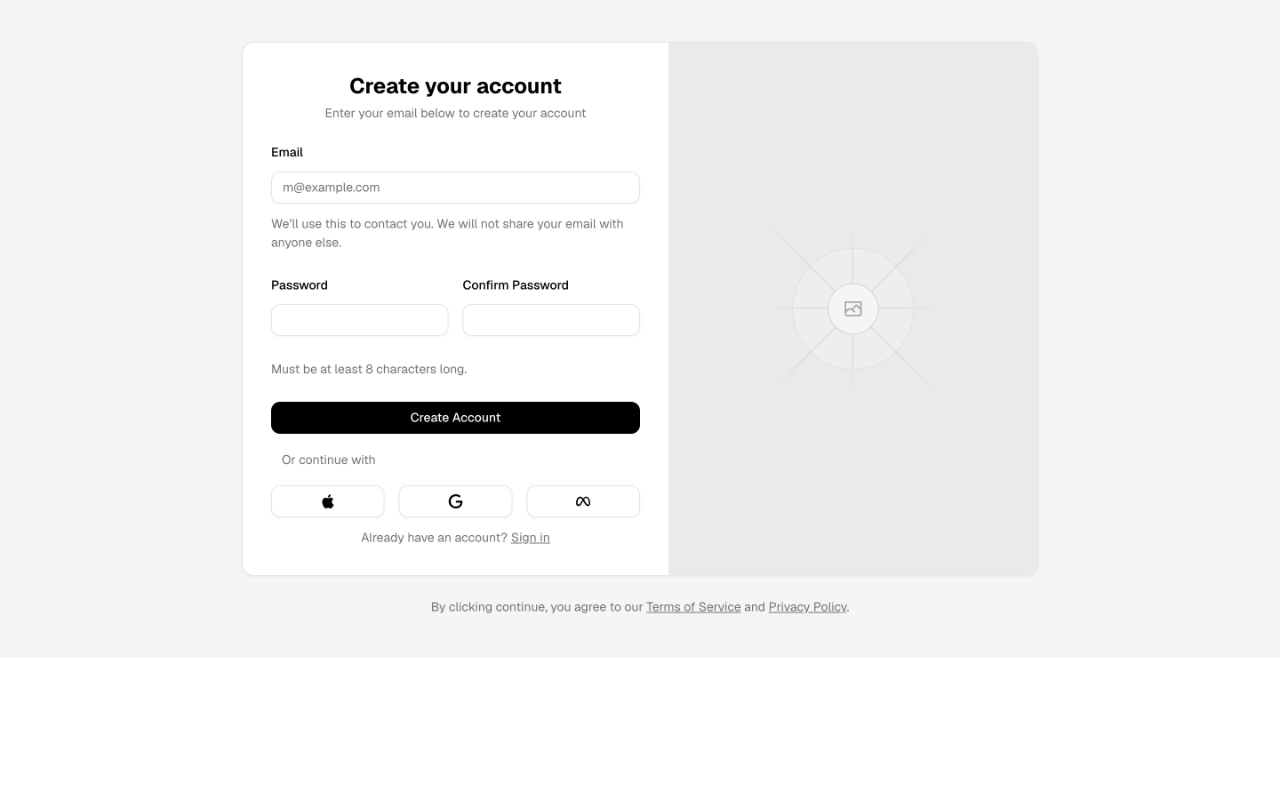 Create your account
Enter your email below to create your account
Email
m@example.com
We'll use this to contact you. We will not share your email with
anyone else.
Password
Confirm Password
Must be at least 8 characters long.
Create Account
Or continue with
Already have an account? Sign in
By clicking continue, you agree to our Terms of Service and Privacy Policy.